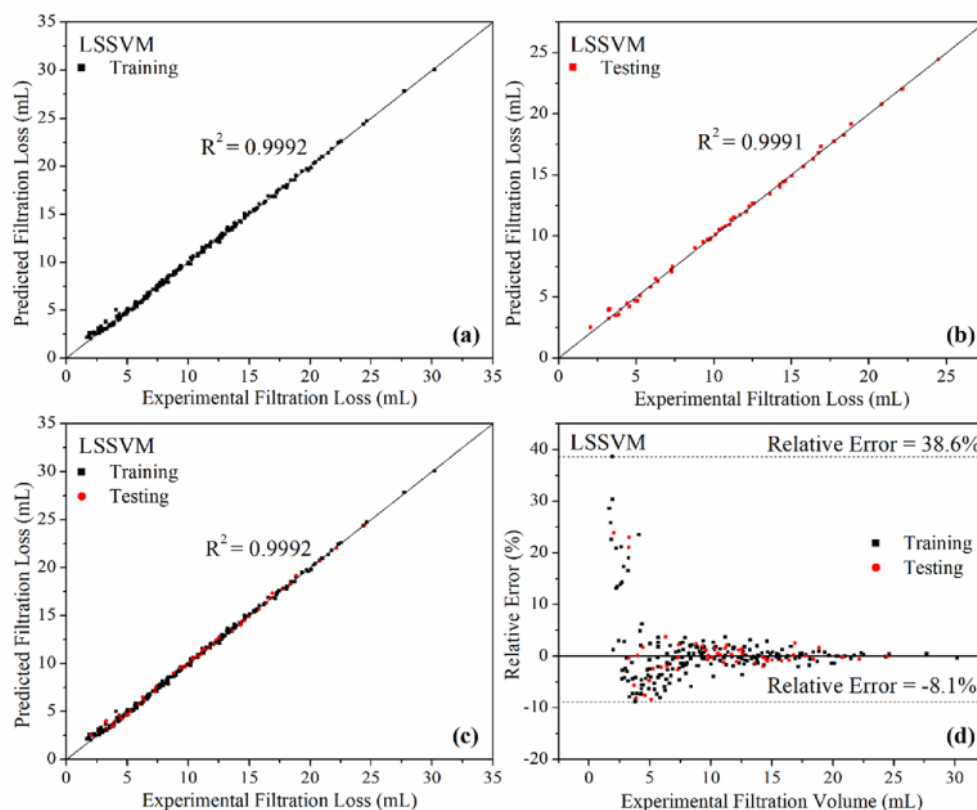 LSSVM
Training
R² = 0.9992
(a)
35
30
25
20
15
10
5
0
Predicted Filtration Loss (mL)
0 5 10 15 20 25 30 35
Experimental Filtration Loss (mL)
LSSVM
Testing
R² = 0.9991
(b)
25
20
15
10
5
0
Predicted Filtration Loss (mL)
0 5 10 15 20 25
Experimental Filtration Loss (mL)
LSSVM
Training
Testing
R² = 0.9992
(c)
35
30
25
20
15
10
5
0
Predicted Filtration Loss (mL)
0 5 10 15 20 25 30 35
Experimental Filtration Loss (mL)
LSSVM
Relative Error = 38.6%
Training
Testing
Relative Error = -8.1%
(d)
40
30
20
10
0
-10
-20
Relative Error (%)
0 5 10 15 20 25 30
Experimental Filtration Volume (mL)